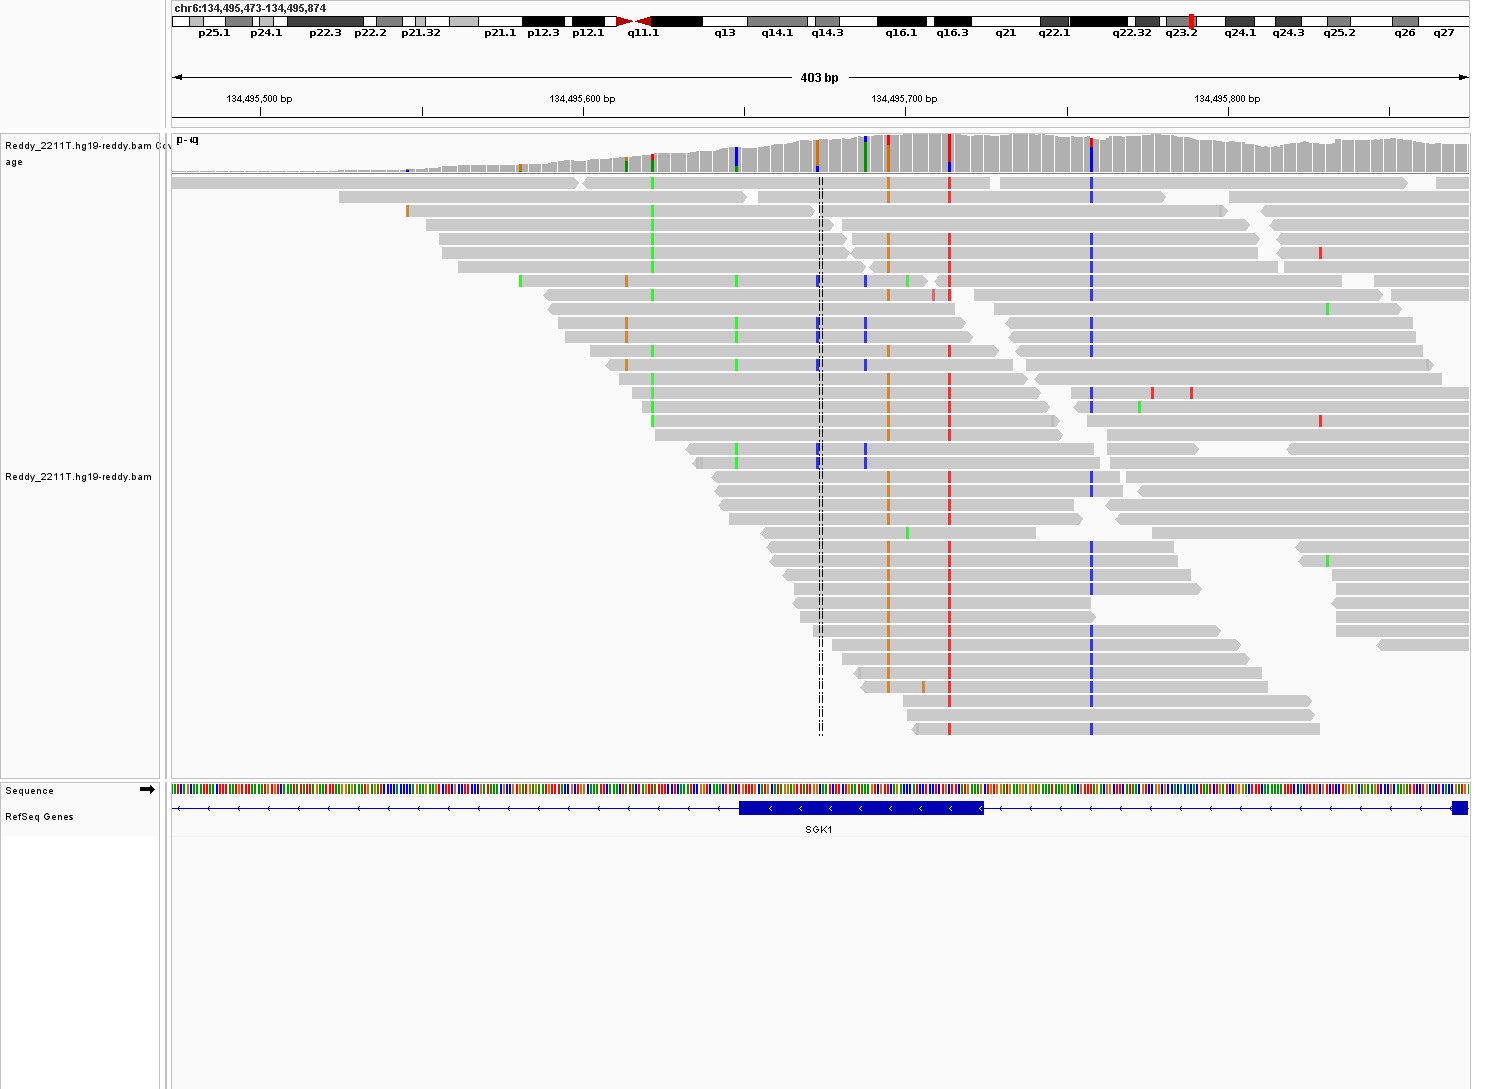 chr6:134,495,473-134,495,874
p25.1 p24.1 p22.3 p22.2 p21.32 p21.1 p12.3 p12.1 q11.1 q13 q14.1 q14.3 q16.1 q16.3 q21 q22.1 q22.32 q23.2 q24.1 q24.3 q25.2 q26 q27
403 bp
134,495,500 bp 134,495,600 bp 134,495,700 bp 134,495,800 bp
Reddy_2211T.hg19-reddy.bam Cov
age
Reddy_2211T.hg19-reddy.bam
Sequence
RefSeq Genes
SGK1